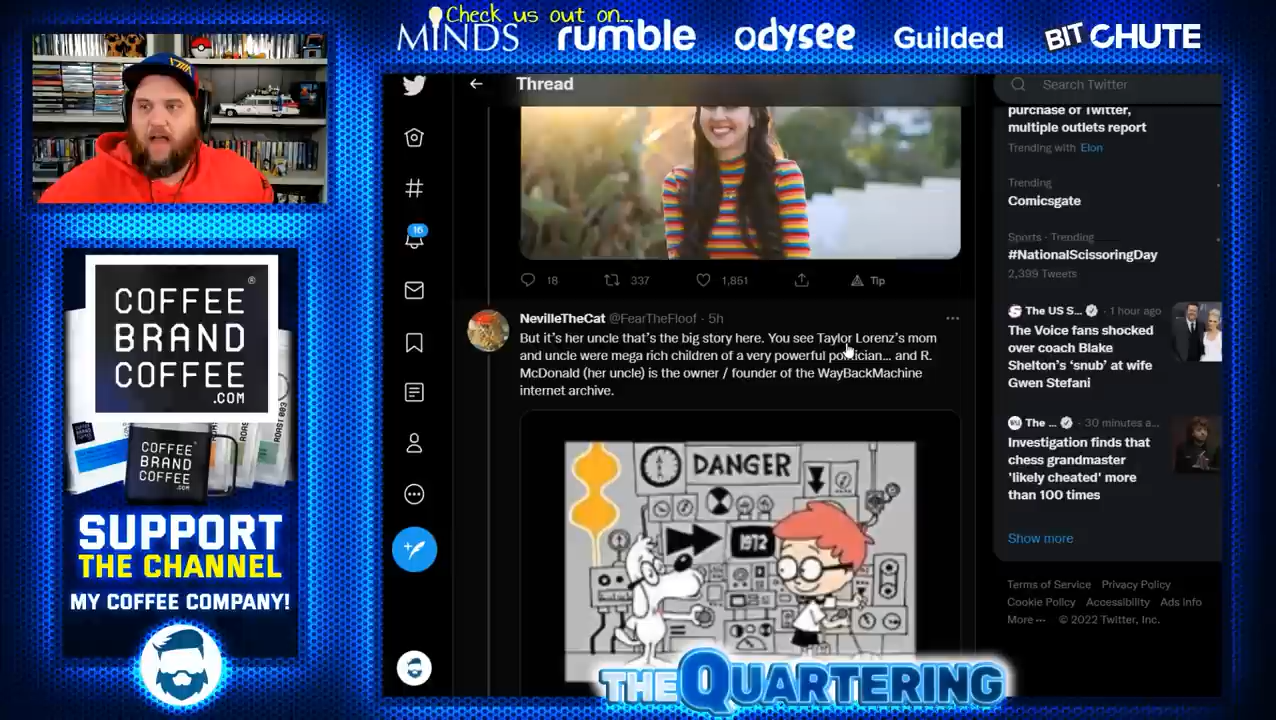 Check us out on...
MINDS
rumble
odysee
Guilded
BIT CHUTE
COFFEE
BRAND
COFFEE
.COM
®
COFFEE
BRAND
COFFEE
.COM
SUPPORT
THE CHANNEL
MY COFFEE COMPANY!
16
Thread
18
337
1,851
Tip
NevilleTheCat @FearTheFloof · 5h
But it's her uncle that's the big story here. You see Taylor Lorenz's mom
and uncle were mega rich children of a very powerful politician... and R.
McDonald (her uncle) is the owner / founder of the WayBackMachine
internet archive.
DANGER
1972
THE QUARTERING
Search Twitter
purchase of Twitter,
multiple outlets report
Trending with Elon
Trending
Comicsgate
Sports · Trending
#NationalScissoringDay
2,399 Tweets
The US S... · 1 hour ago
The Voice fans shocked
over coach Blake
Shelton's ‘snub’ at wife
Gwen Stefani
The ... · 30 minutes a...
Investigation finds that
chess grandmaster
'likely cheated' more
than 100 times
Show more
Terms of Service Privacy Policy
Cookie Policy Accessibility Ads info
More ··· © 2022 Twitter, Inc.